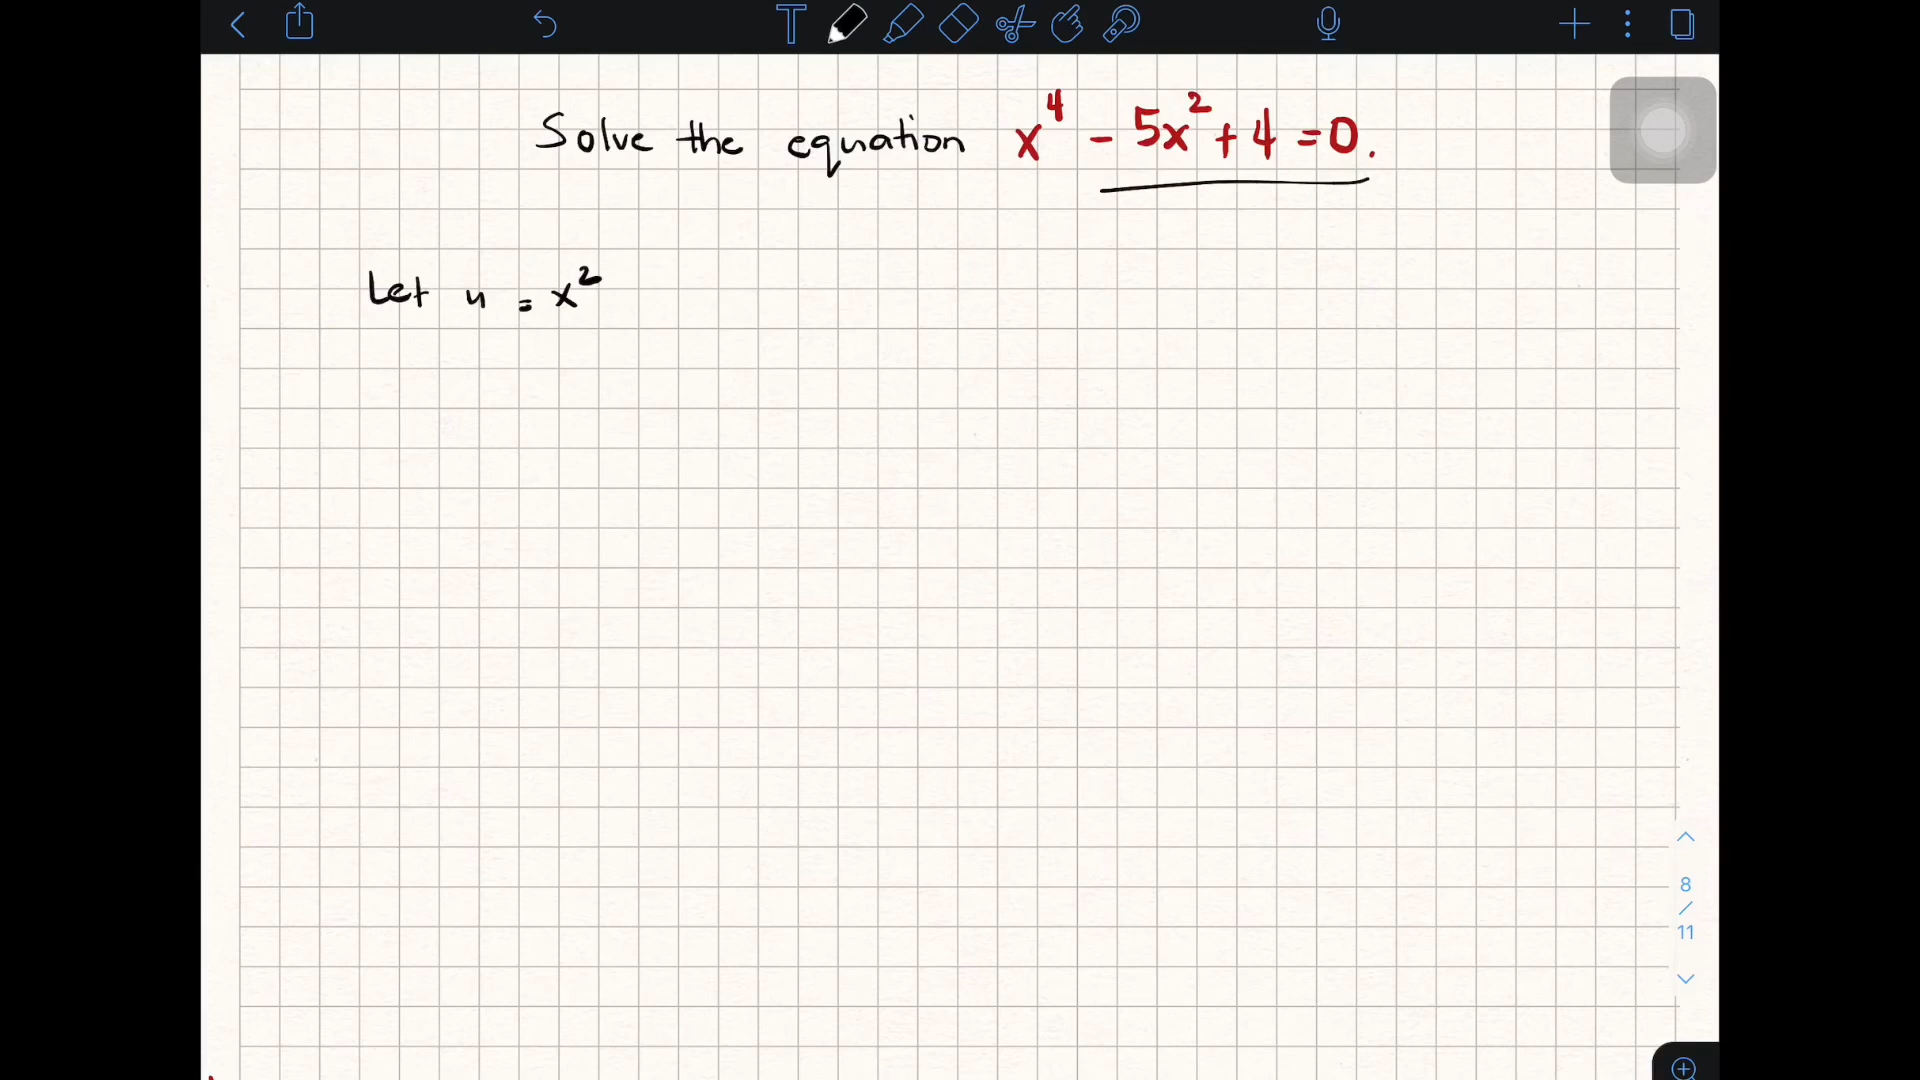 Solve the equation x⁴ - 5x² + 4 = 0.
Let u = x²
8
/
11